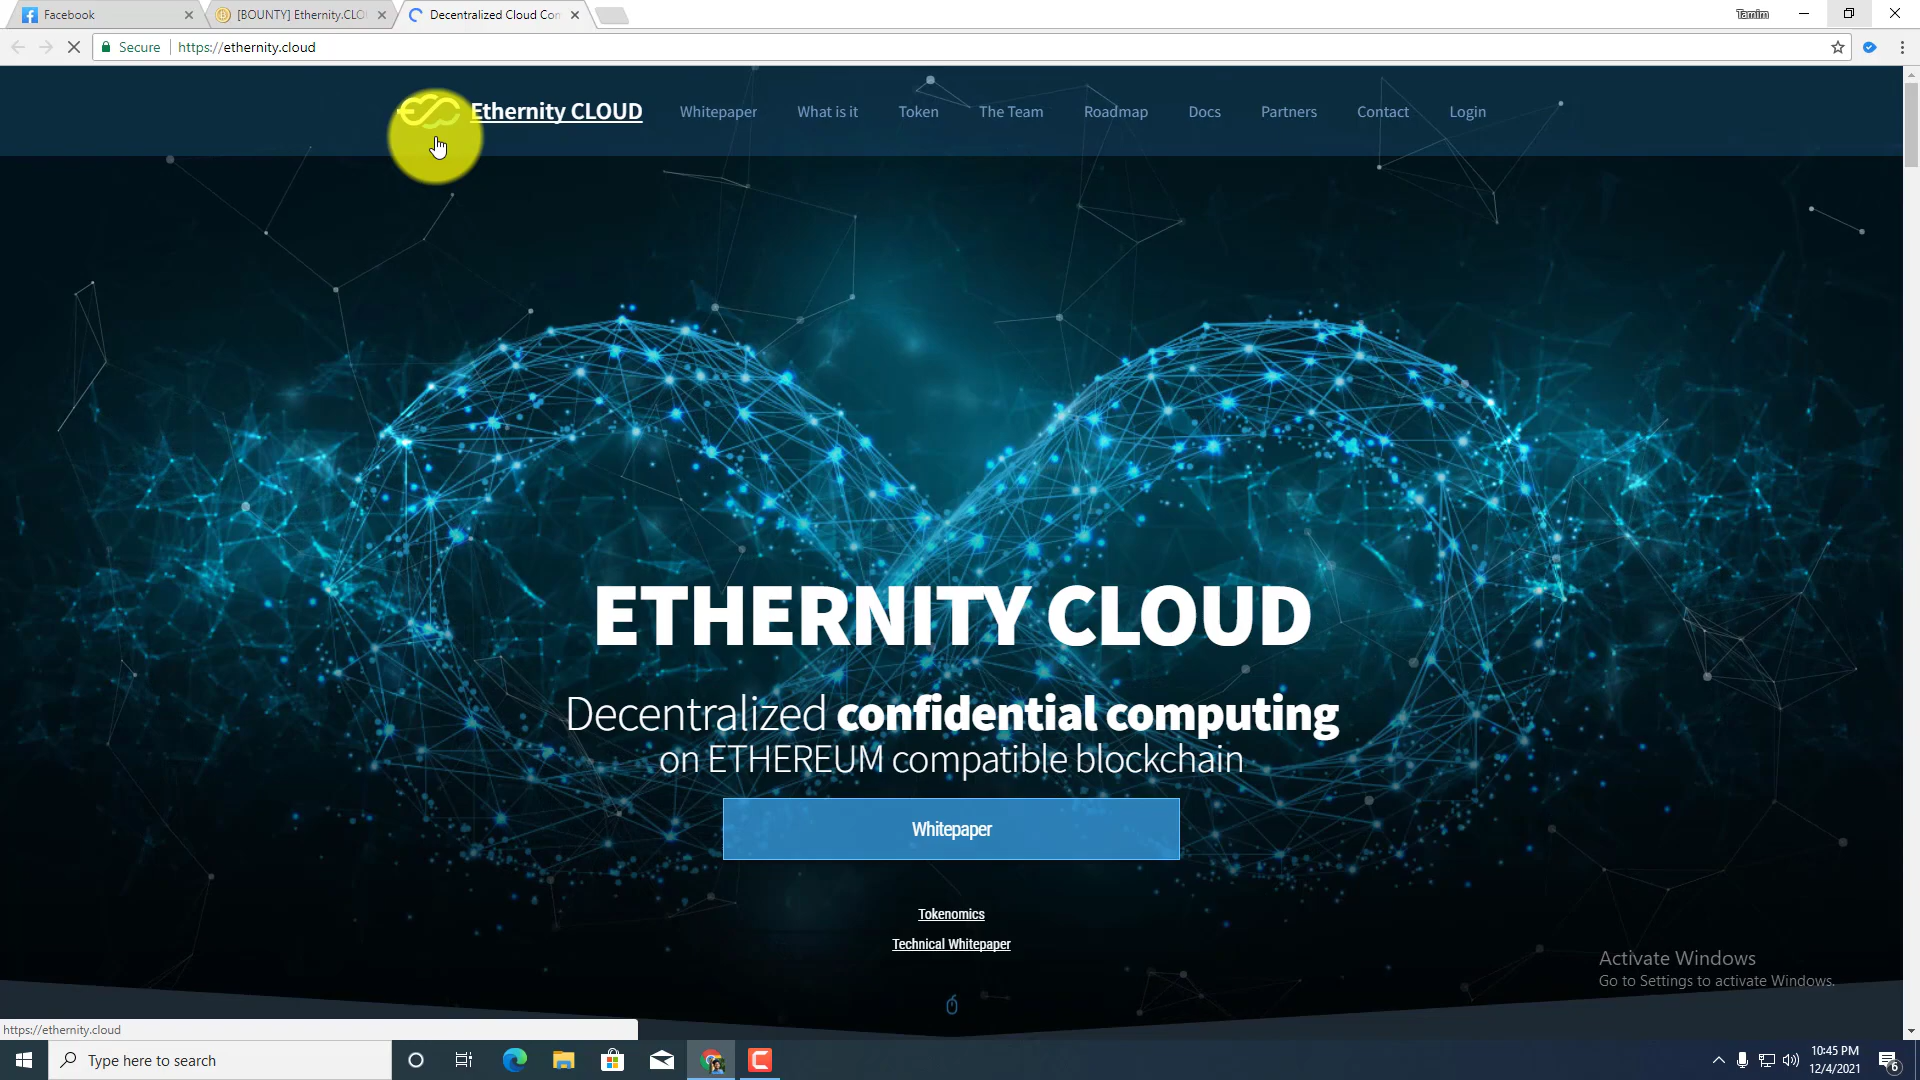 Facebook
[BOUNTY] Ethernity.CLO
Decentralized Cloud Con
Tamim
Secure
https://ethernity.cloud
Ethernity CLOUD
Whitepaper
What is it
Token
The Team
Roadmap
Docs
Partners
Contact
Login
ETHERNITY CLOUD
Decentralized confidential computing
on ETHEREUM compatible blockchain
Whitepaper
Tokenomics
Technical Whitepaper
Activate Windows
Go to Settings to activate Windows.
https://ethernity.cloud
Type here to search
10:45 PM
12/4/2021
6